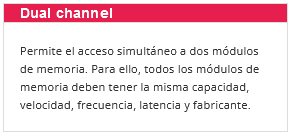 Dual channel
Permite el acceso simultáneo a dos módulos
de memoria. Para ello, todos los módulos de
memoria deben tener la misma capacidad,
velocidad, frecuencia, latencia y fabricante.